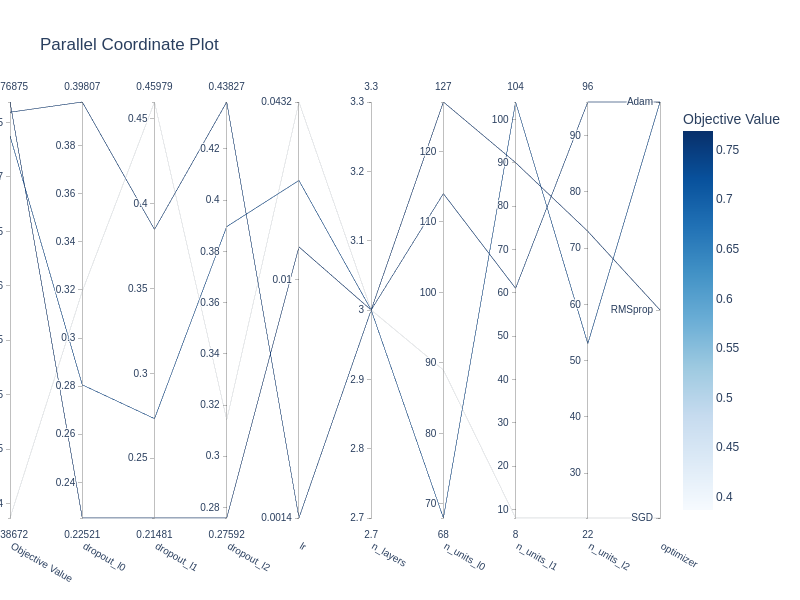 Parallel Coordinate Plot
76875 0.39807 0.45979 0.43827 0.0432 3.3 127 104 96
0.38 0.36 0.34 0.32 0.3 0.28 0.26 0.24
0.45 0.4 0.35 0.3 0.25
0.42 0.4 0.38 0.36 0.34 0.32 0.3 0.28
0.0432 0.01 0.0014
3.3 3.2 3.1 3 2.9 2.8 2.7
120 110 100 90 80 70
100 90 80 70 60 50 40 30 20 10
90 80 70 60 50 40 30
Adam
RMSprop
SGD
38672 0.22521 0.21481 0.27592 2.7 68 8 22
Objective Value dropout_l0 dropout_l1 dropout_l2 lr n_layers n_units_l0 n_units_l1 n_units_l2 optimizer
Objective Value
0.75
0.7
0.65
0.6
0.55
0.5
0.45
0.4